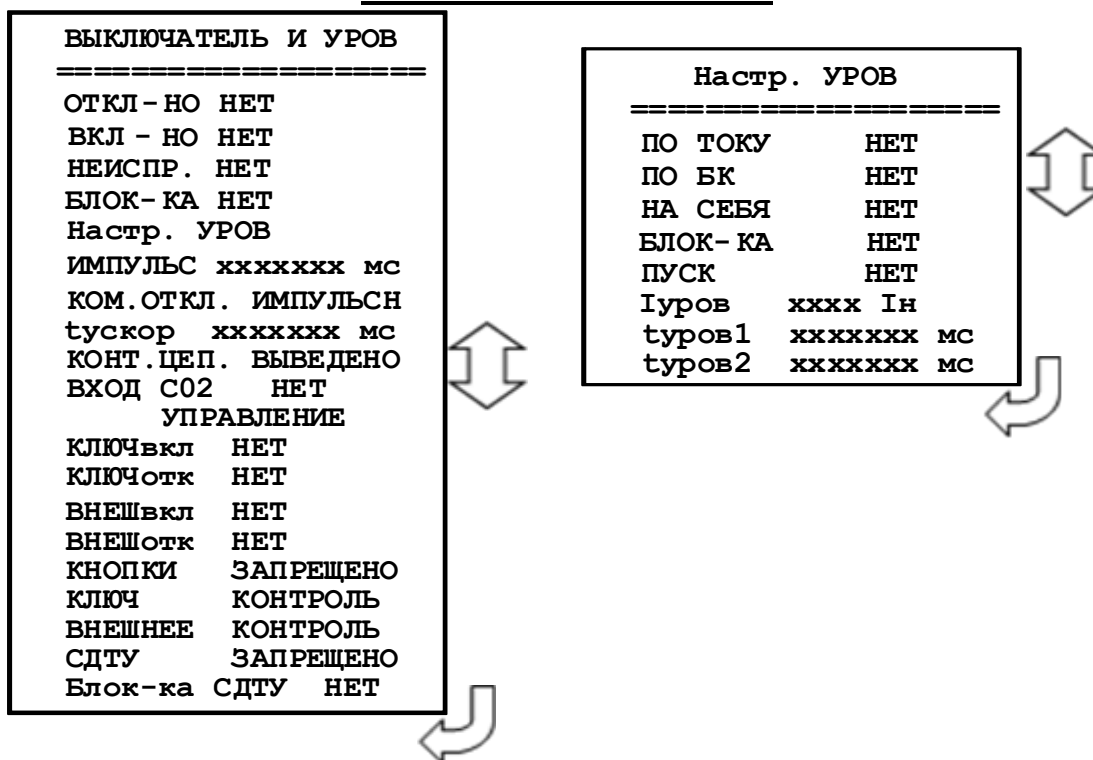 ВЫКЛЮЧАТЕЛЬ И УРОВ
====================
ОТКЛ-НО НЕТ
ВКЛ - НО НЕТ
НЕИСПР. НЕТ
БЛОК-КА НЕТ
Настр. УРОВ
ИМПУЛЬС xxxxxxx мс
КОМ.ОТКЛ. ИМПУЛЬСН
tускор xxxxxxx мс
КОНТ.ЦЕП. ВЫВЕДЕНО
ВХОД C02 НЕТ
УПРАВЛЕНИЕ
КЛЮЧвкл НЕТ
КЛЮЧотк НЕТ
ВНЕШвкл НЕТ
ВНЕШотк НЕТ
КНОПКИ ЗАПРЕЩЕНО
КЛЮЧ КОНТРОЛЬ
ВНЕШНЕЕ КОНТРОЛЬ
СДТУ ЗАПРЕЩЕНО
Блок-ка СДТУ НЕТ
Настр. УРОВ
====================
ПО ТОКУ НЕТ
ПО БК НЕТ
НА СЕБЯ НЕТ
БЛОК-КА НЕТ
ПУСК НЕТ
Iуров xxxx Iн
tуров1 xxxxxxx мс
tуров2 xxxxxxx мс